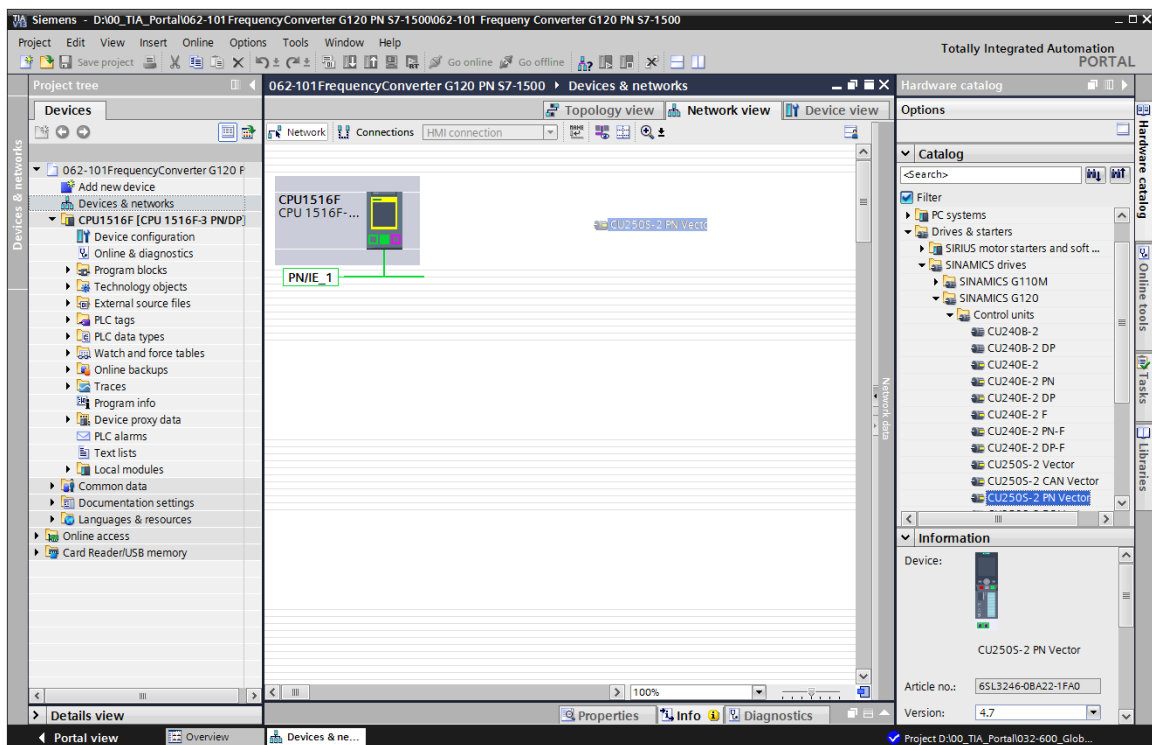 Siemens - D:\00_TIA_Portal\062-101 FrequencyConverter G120 PN S7-1500\062-101 Frequeny Converter G120 PN S7-1500
Project Edit View Insert Online Options Tools Window Help
Totally Integrated Automation
PORTAL
Save project Go online Go offline
Project tree
Devices
Devices & networks
062-101FrequencyConverter G120 P
Add new device
Devices & networks
CPU1516F [CPU 1516F-3 PN/DP]
Device configuration
Online & diagnostics
Program blocks
Technology objects
External source files
PLC tags
PLC data types
Watch and force tables
Online backups
Traces
Program info
Device proxy data
PLC alarms
Text lists
Local modules
Common data
Documentation settings
Languages & resources
Online access
Card Reader/USB memory
Details view
062-101FrequencyConverter G120 PN S7-1500 Devices & networks
Topology view Network view Device view
Network Connections HMI connection
CPU1516F
CPU 1516F-...
PN/IE_1
CU250S-2 PN Vecto
Network data
100%
Properties Info Diagnostics
Hardware catalog
Options
Catalog
<Search>
Filter
PC systems
Drives & starters
SIRIUS motor starters and soft ...
SINAMICS drives
SINAMICS G110M
SINAMICS G120
Control units
CU240B-2
CU240B-2 DP
CU240E-2
CU240E-2 PN
CU240E-2 DP
CU240E-2 F
CU240E-2 PN-F
CU240E-2 DP-F
CU250S-2 Vector
CU250S-2 CAN Vector
CU250S-2 PN Vector
Information
Device:
CU250S-2 PN Vector
Article no.: 6SL3246-0BA22-1FA0
Version: 4.7
Hardware catalog
Online tools
Tasks
Libraries
Portal view Overview Devices & ne...
Project D:\00_TIA_Portal\032-600_Glob...